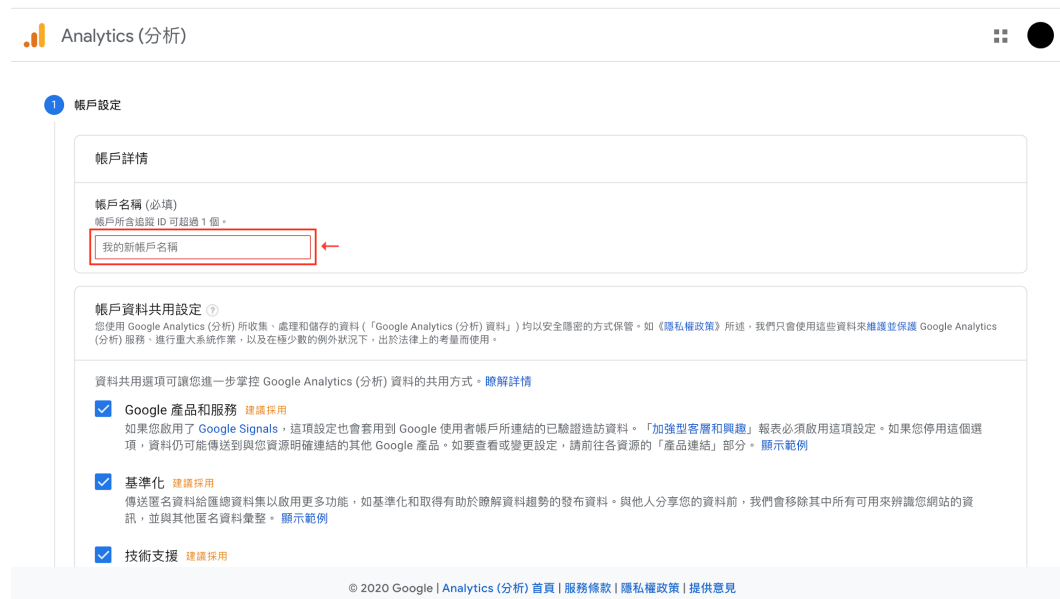 Analytics (分析)
1 帳戶設定
帳戶詳情
帳戶名稱 (必填)
帳戶所含追蹤 ID 可超過 1 個。
我的新帳戶名稱
帳戶資料共用設定 ?
您使用 Google Analytics (分析) 所收集、處理和儲存的資料 (「Google Analytics (分析) 資料」) 均以安全隱密的方式保管。如《隱私權政策》所述，我們只會使用這些資料來維護並保護 Google Analytics
(分析) 服務、進行重大系統作業，以及在極少數的例外狀況下，出於法律上的考量而使用。
資料共用選項可讓您進一步掌控 Google Analytics (分析) 資料的共用方式。瞭解詳情
Google 產品和服務 建議採用
如果您啟用了 Google Signals，這項設定也會套用到 Google 使用者帳戶所連結的已驗證造訪資料。「加強型客層和興趣」報表必須啟用這項設定。如果您停用這個選
項，資料仍可能傳送到與您資源明確連結的其他 Google 產品。如要查看或變更設定，請前往各資源的「產品連結」部分。 顯示範例
基準化 建議採用
傳送匿名資料給匯總資料集以啟用更多功能，如基準化和取得有助於瞭解資料趨勢的發布資料。與他人分享您的資料前，我們會移除其中所有可用來辨識您網站的資
訊，並與其他匿名資料彙整。 顯示範例
技術支援 建議採用
© 2020 Google | Analytics (分析) 首頁 | 服務條款 | 隱私權政策 | 提供意見